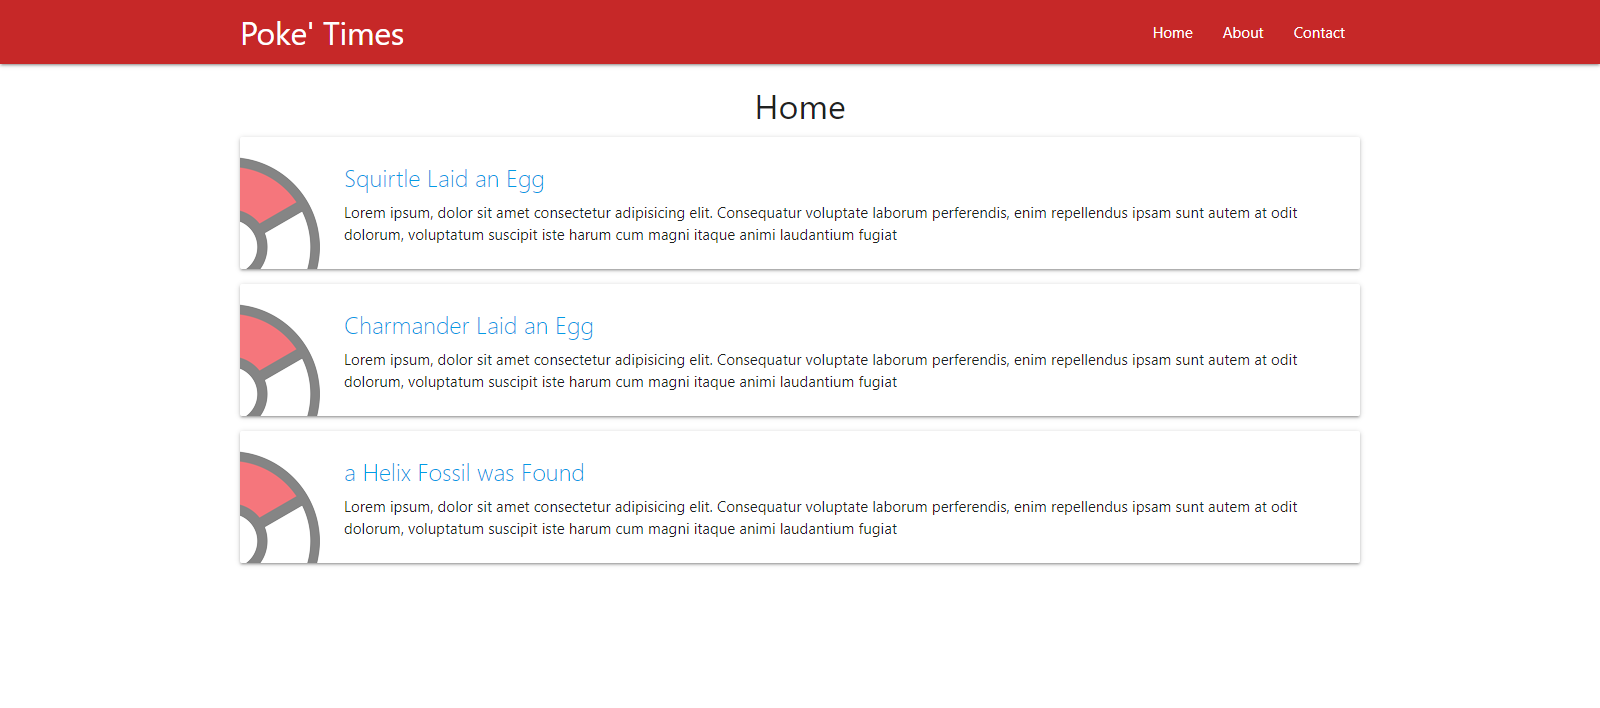 Poke' Times
Home About Contact
Home
Squirtle Laid an Egg
Lorem ipsum, dolor sit amet consectetur adipisicing elit. Consequatur voluptate laborum perferendis, enim repellendus ipsam sunt autem at odit
dolorum, voluptatum suscipit iste harum cum magni itaque animi laudantium fugiat
Charmander Laid an Egg
Lorem ipsum, dolor sit amet consectetur adipisicing elit. Consequatur voluptate laborum perferendis, enim repellendus ipsam sunt autem at odit
dolorum, voluptatum suscipit iste harum cum magni itaque animi laudantium fugiat
a Helix Fossil was Found
Lorem ipsum, dolor sit amet consectetur adipisicing elit. Consequatur voluptate laborum perferendis, enim repellendus ipsam sunt autem at odit
dolorum, voluptatum suscipit iste harum cum magni itaque animi laudantium fugiat